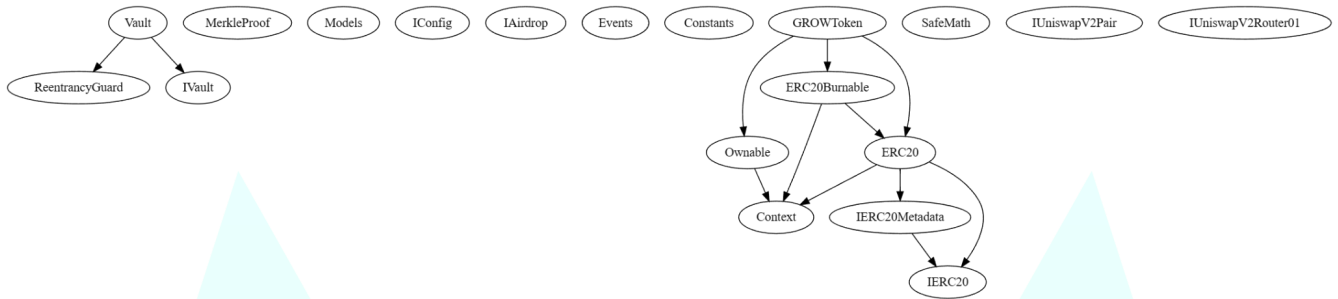 Vault
MerkleProof
Models
IConfig
IAirdrop
Events
Constants
GROWToken
SafeMath
IUniswapV2Pair
IUniswapV2Router01
ReentrancyGuard
IVault
ERC20Burnable
Ownable
ERC20
Context
IERC20Metadata
IERC20